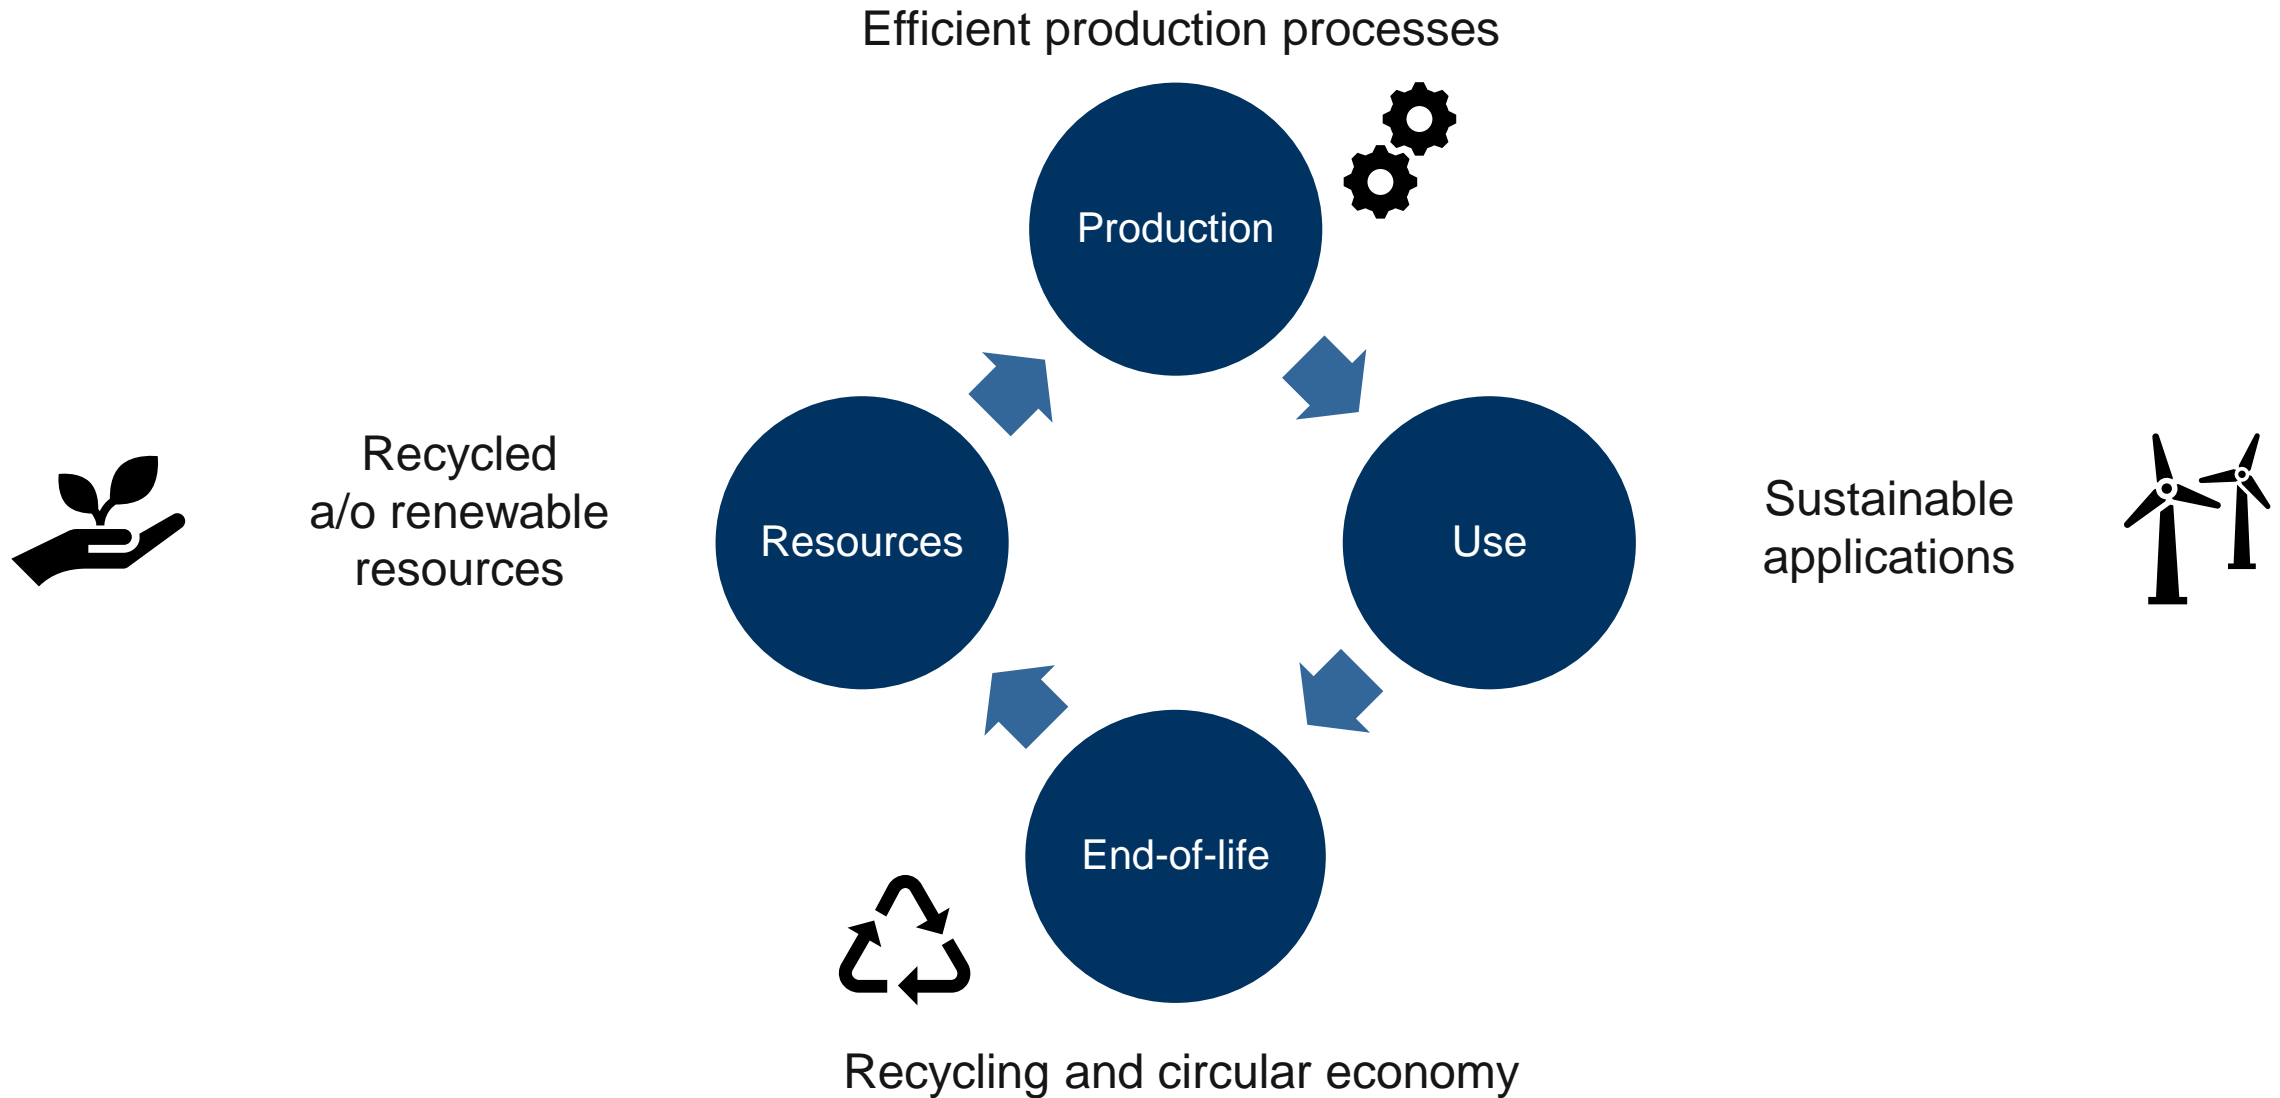 Efficient production processes
Production
Recycled
a/o renewable
resources
Resources
Use
Sustainable
applications
End-of-life
Recycling and circular economy